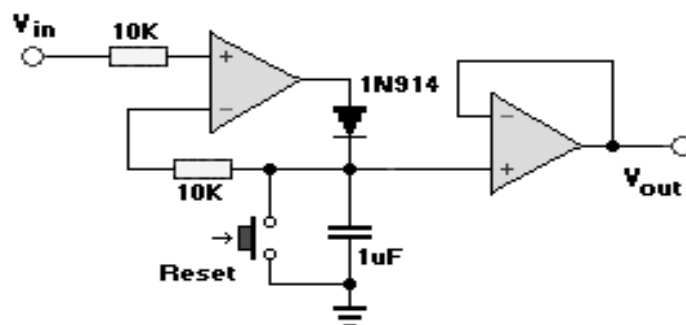 Vin
10K
+
−
1N914
−
+
10K
Vout
Reset
1uF